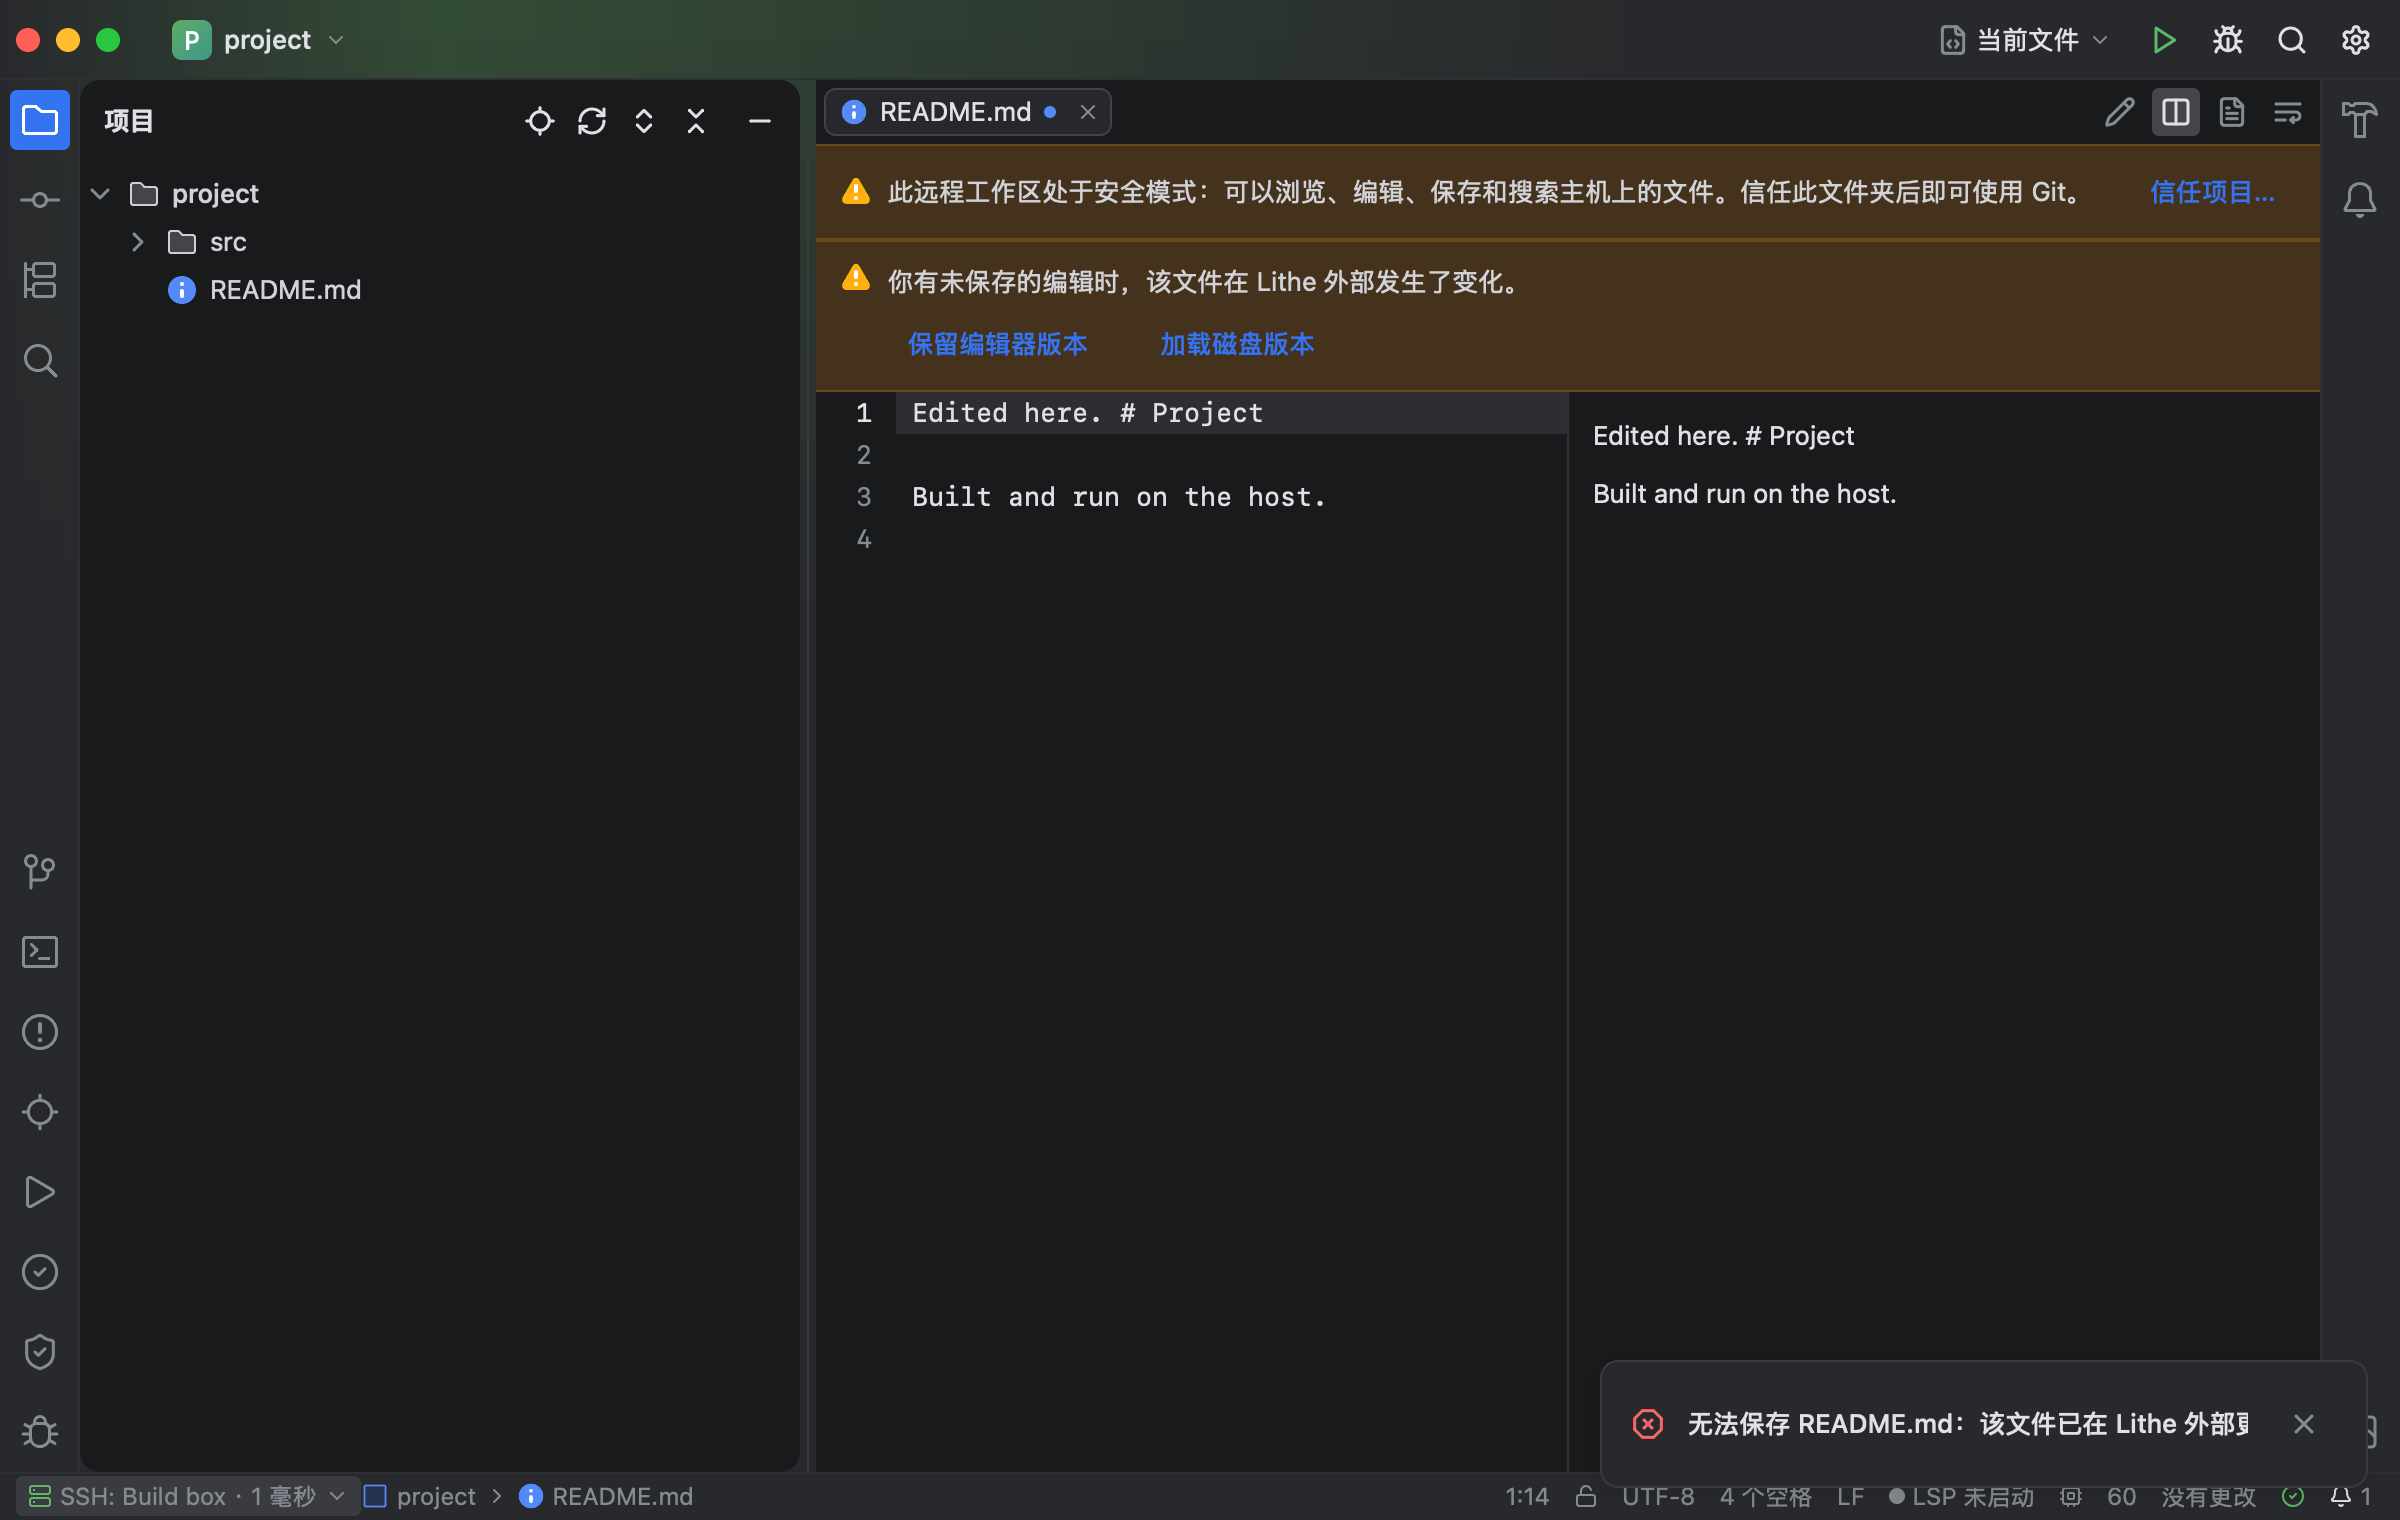 P project
当前文件
项目
project
src
README.md
README.md
此远程工作区处于安全模式：可以浏览、编辑、保存和搜索主机上的文件。信任此文件夹后即可使用 Git。
信任项目...
你有未保存的编辑时，该文件在 Lithe 外部发生了变化。
保留编辑器版本
加载磁盘版本
1 Edited here. # Project
2
3 Built and run on the host.
4
Edited here. # Project
Built and run on the host.
无法保存 README.md：该文件已在 Lithe 外部
SSH: Build box · 1 毫秒
project
README.md
1:14
UTF-8
4 个空格
LF
LSP 未启动
60
没有更改
1